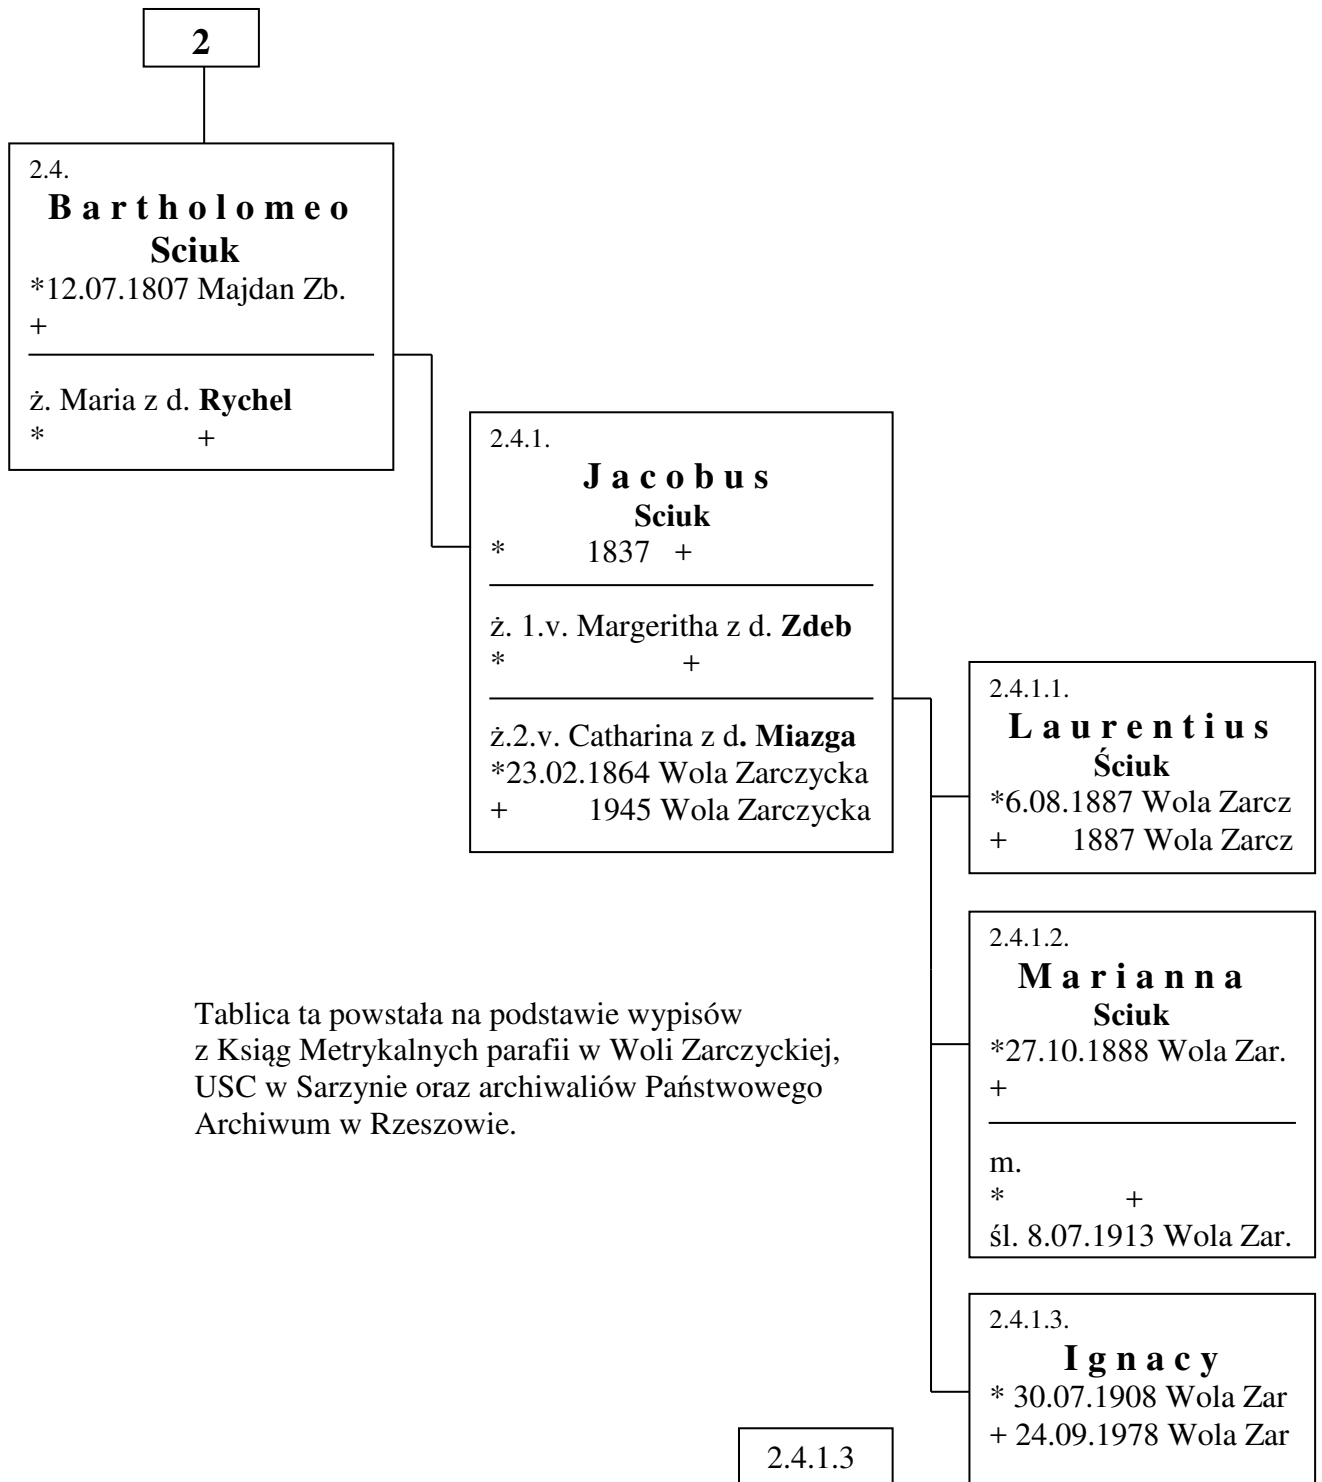 2
2.4.
B a r t h o l o m e o
Sciuk
*12.07.1807 Majdan Zb.
+
ż. Maria z d. Rychel
* +
2.4.1.
J a c o b u s
Sciuk
* 1837 +
ż. 1.v. Margeritha z d. Zdeb
* +
ż.2.v. Catharina z d. Miazga
*23.02.1864 Wola Zarczycka
+ 1945 Wola Zarczycka
2.4.1.1.
L a u r e n t i u s
Ściuk
*6.08.1887 Wola Zarcz
+ 1887 Wola Zarcz
2.4.1.2.
M a r i a n n a
Sciuk
*27.10.1888 Wola Zar.
+
m.
* +
śl. 8.07.1913 Wola Zar.
Tablica ta powstała na podstawie wypisów
z Ksiąg Metrykalnych parafii w Woli Zarczyckiej,
USC w Sarzynie oraz archiwaliów Państwowego
Archiwum w Rzeszowie.
2.4.1.3.
I g n a c y
* 30.07.1908 Wola Zar
+ 24.09.1978 Wola Zar
2.4.1.3